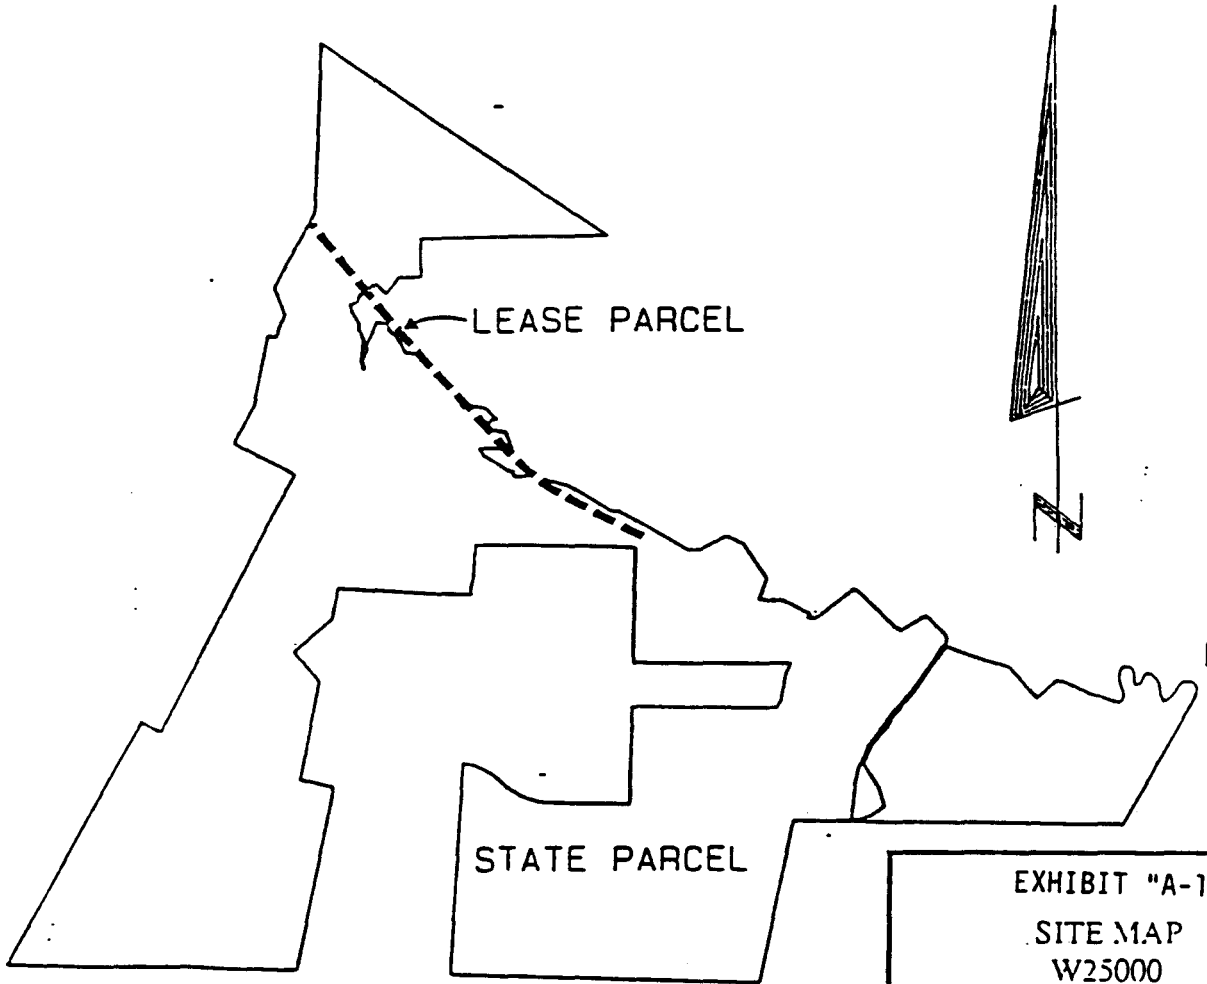 LEASE PARCEL
N
STATE PARCEL
EXHIBIT "A-1
SITE MAP
W25000